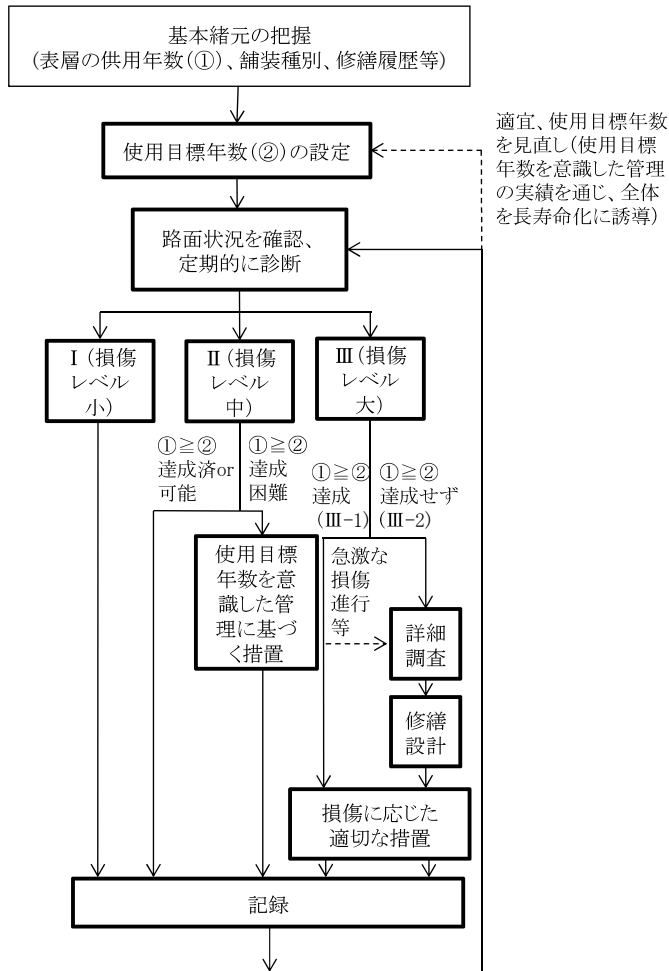 基本緒元の把握
(表層の供用年数(①)、舗装種別、修繕履歴等)
適宜、使用目標年数
を見直し(使用目標
年数を意識した管理
の実績を通じ、全体
を長寿命化に誘導)
使用目標年数(②)の設定
路面状況を確認、
定期的に診断
Ⅰ(損傷
レベル
小)
Ⅱ(損傷
レベル
中)
Ⅲ(損傷
レベル
大)
①≧②
達成済or
可能
①≧②
達成
困難
①≧②
達成
(Ⅲ-1)
①≧②
達成せず
(Ⅲ-2)
使用目標
年数を意
識した管
理に基づ
く措置
急激な
損傷
進行
等
詳細
調査
修繕
設計
損傷に応じた
適切な措置
記録